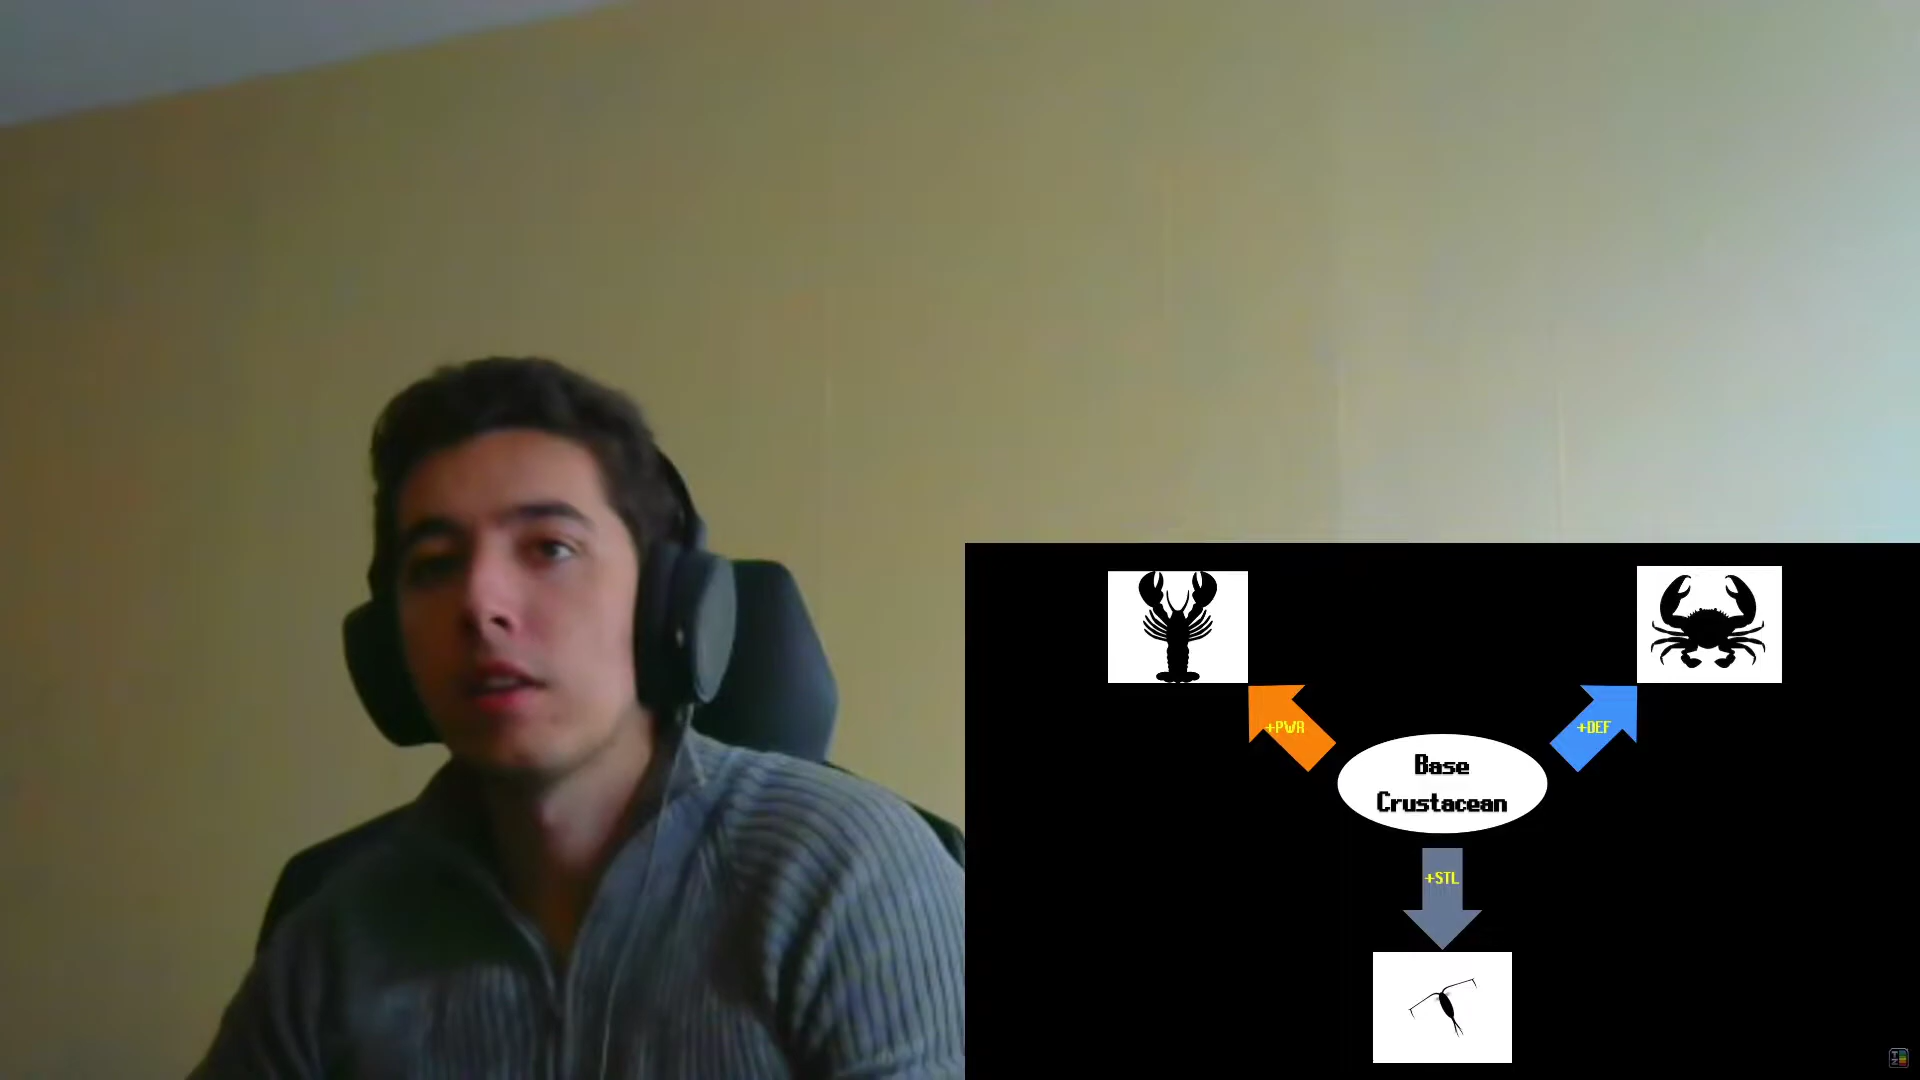 +PWR
+DEF
Base
Crustacean
+STL